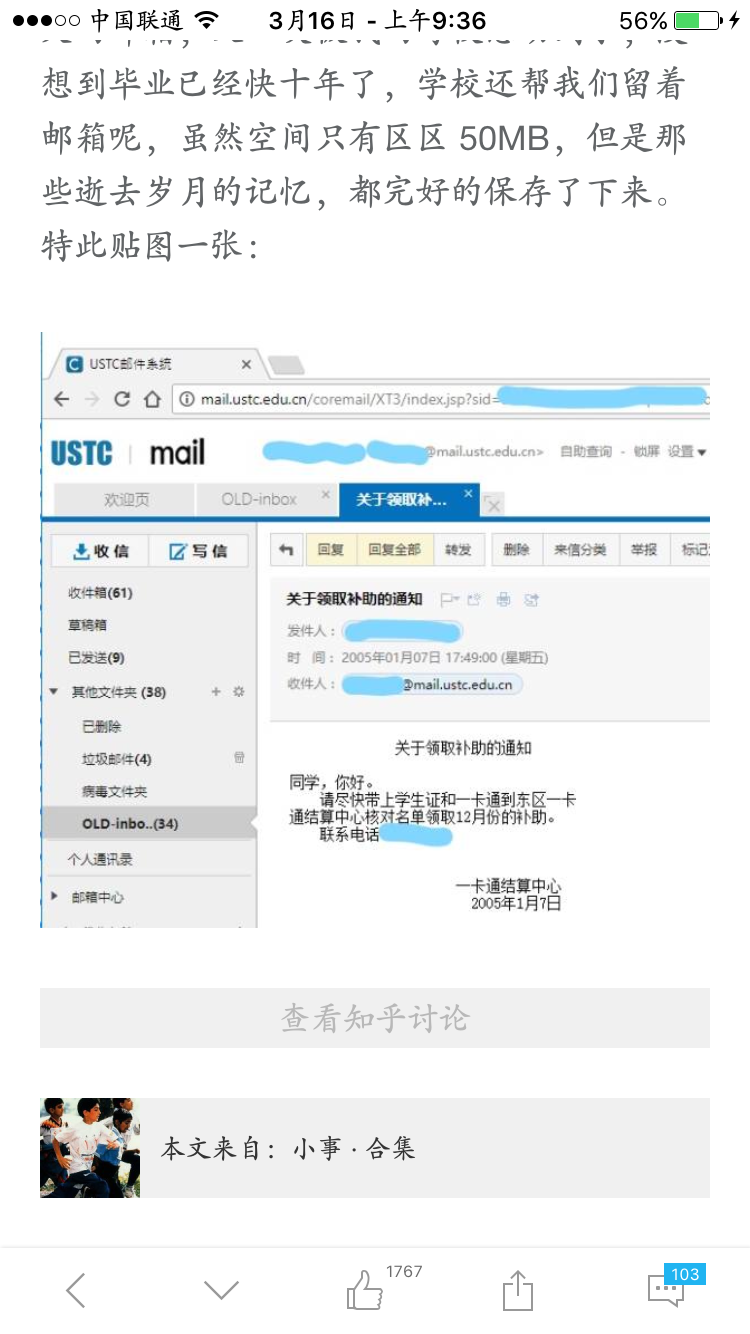 中国联通
3月16日 - 上午9:36
56%
想到毕业已经快十年了，学校还帮我们留着
邮箱呢，虽然空间只有区区 50MB，但是那
些逝去岁月的记忆，都完好的保存了下来。
特此贴图一张：
USTC邮件系统
mail.ustc.edu.cn/coremail/XT3/index.jsp?sid=
USTC mail
@mail.ustc.edu.cn> 自助查询 - 锁屏 设置
欢迎页 OLD-inbox 关于领取补...
收信 写信 回复 回复全部 转发 删除 来信分类 举报 标记
收件箱(61)
草稿箱
已发送(9)
其他文件夹 (38)
已删除
垃圾邮件(4)
病毒文件夹
OLD-inbo..(34)
个人通讯录
邮箱中心
关于领取补助的通知
发件人：
时 间：2005年01月07日 17:49:00 (星期五)
收件人： @mail.ustc.edu.cn
关于领取补助的通知
同学，你好。
请尽快带上学生证和一卡通到东区一卡
通结算中心核对名单领取12月份的补助。
联系电话
一卡通结算中心
2005年1月7日
查看知乎讨论
本文来自：小事 · 合集
1767
103